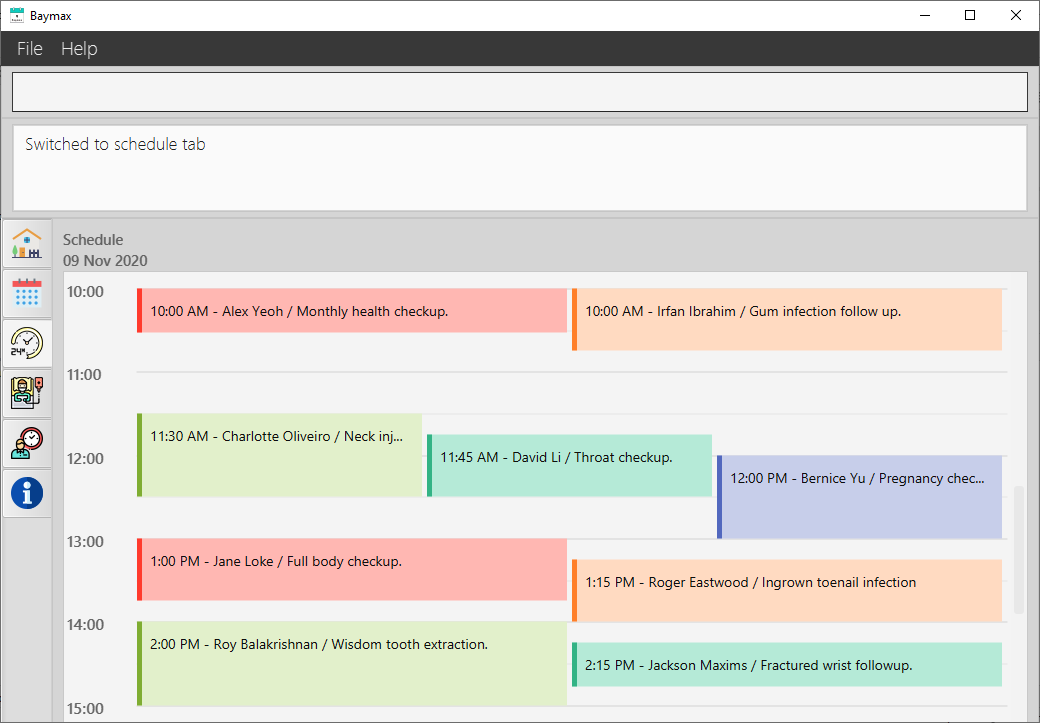 Baymax
File Help
Switched to schedule tab
Schedule
09 Nov 2020
10:00
10:00 AM - Alex Yeoh / Monthly health checkup.
10:00 AM - Irfan Ibrahim / Gum infection follow up.
11:00
11:30 AM - Charlotte Oliveiro / Neck inj...
11:45 AM - David Li / Throat checkup.
12:00
12:00 PM - Bernice Yu / Pregnancy chec...
13:00
1:00 PM - Jane Loke / Full body checkup.
1:15 PM - Roger Eastwood / Ingrown toenail infection
14:00
2:00 PM - Roy Balakrishnan / Wisdom tooth extraction.
2:15 PM - Jackson Maxims / Fractured wrist followup.
15:00